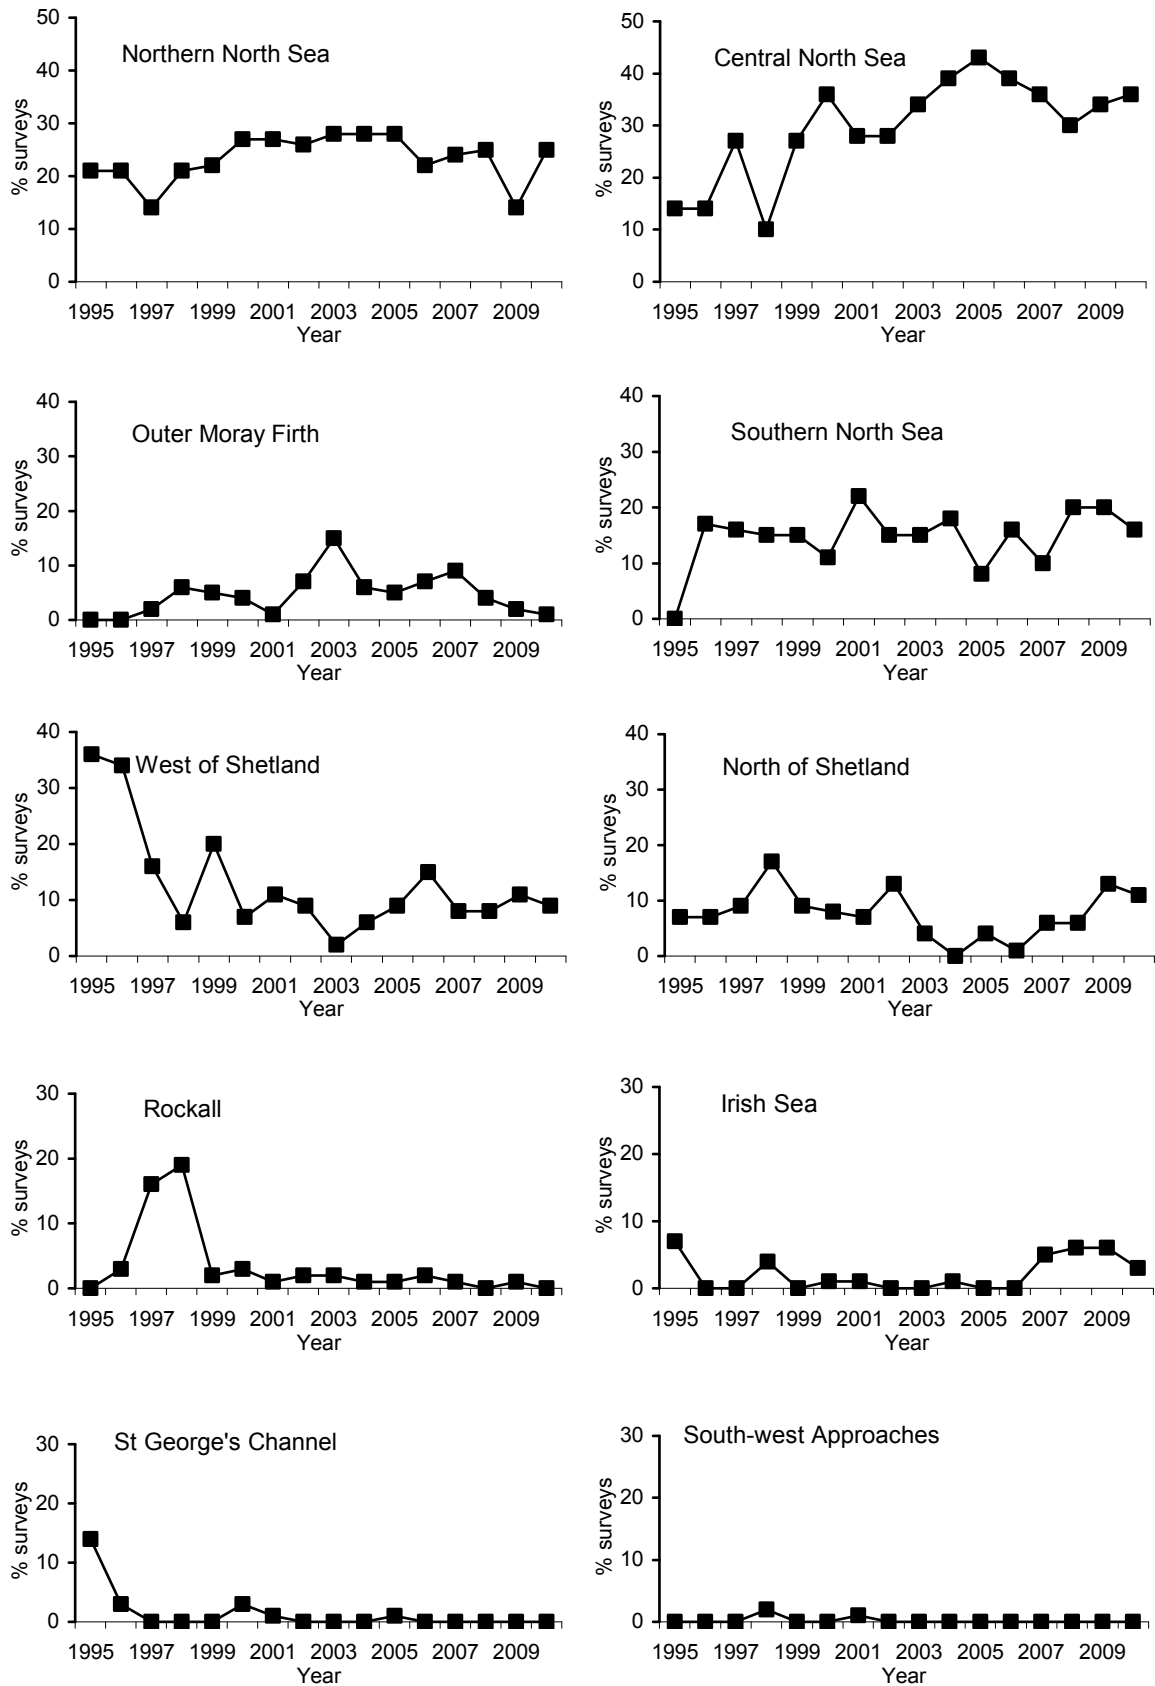 Northern North Sea
% surveys
50
40
30
20
10
0
1995 1997 1999 2001 2003 2005 2007 2009
Year
Central North Sea
% surveys
50
40
30
20
10
0
1995 1997 1999 2001 2003 2005 2007 2009
Year
Outer Moray Firth
% surveys
40
30
20
10
0
1995 1997 1999 2001 2003 2005 2007 2009
Year
Southern North Sea
% surveys
40
30
20
10
0
1995 1997 1999 2001 2003 2005 2007 2009
Year
West of Shetland
% surveys
40
30
20
10
0
1995 1997 1999 2001 2003 2005 2007 2009
Year
North of Shetland
% surveys
40
30
20
10
0
1995 1997 1999 2001 2003 2005 2007 2009
Year
Rockall
% surveys
30
20
10
0
1995 1997 1999 2001 2003 2005 2007 2009
Year
Irish Sea
% surveys
30
20
10
0
1995 1997 1999 2001 2003 2005 2007 2009
Year
St George's Channel
% surveys
30
20
10
0
1995 1997 1999 2001 2003 2005 2007 2009
Year
South-west Approaches
% surveys
30
20
10
0
1995 1997 1999 2001 2003 2005 2007 2009
Year